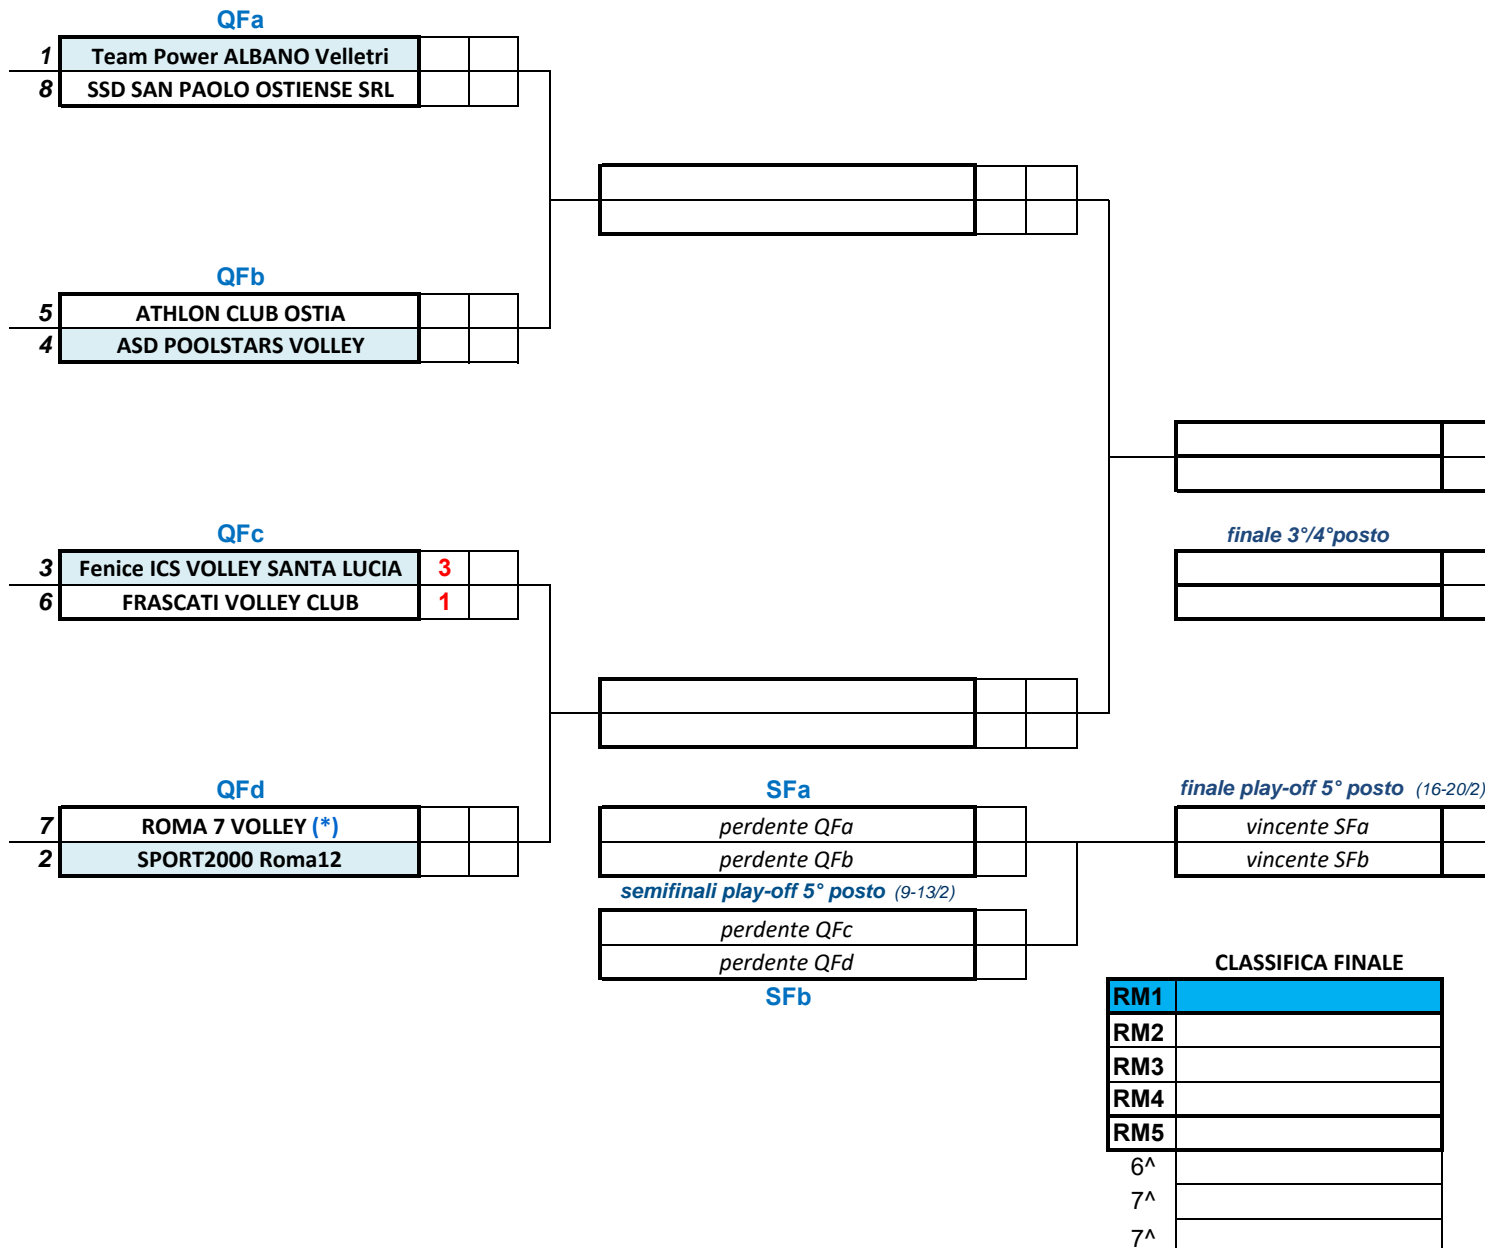 QFa
1 Team Power ALBANO Velletri
8 SSD SAN PAOLO OSTIENSE SRL
QFb
5 ATHLON CLUB OSTIA
4 ASD POOLSTARS VOLLEY
QFc
3 Fenice ICS VOLLEY SANTA LUCIA 3
6 FRASCATI VOLLEY CLUB 1
finale 3°/4°posto
QFd
7 ROMA 7 VOLLEY (*)
2 SPORT2000 Roma12
SFa
perdente QFa
perdente QFb
semifinali play-off 5° posto (9-13/2)
perdente QFc
perdente QFd
SFb
finale play-off 5° posto (16-20/2)
vincente SFa
vincente SFb
CLASSIFICA FINALE
RM1
RM2
RM3
RM4
RM5
6^
7^
7^